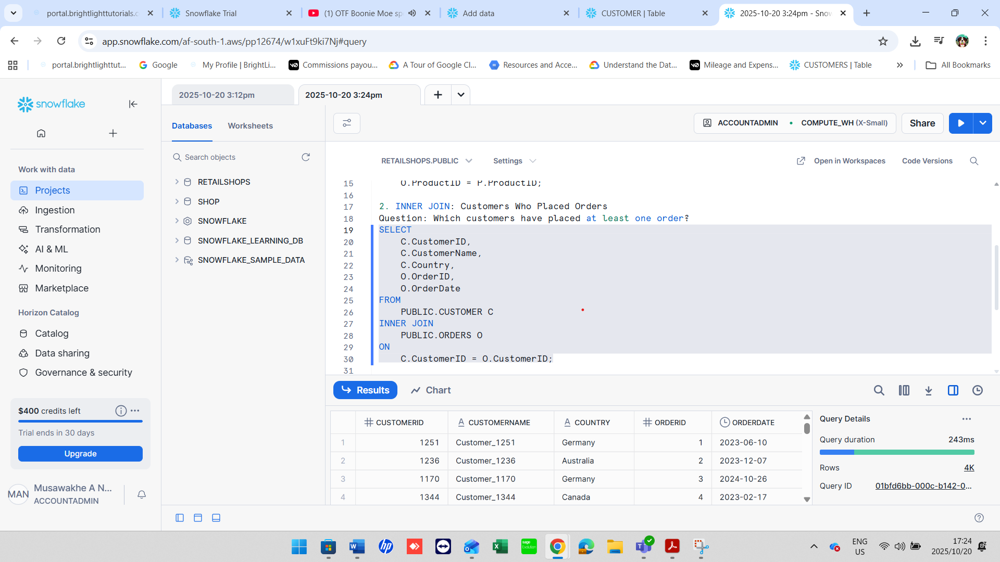 portal.brightlighttutorials.c
Snowflake Trial
(1) OTF Boonie Moe sp
Add data
CUSTOMER | Table
2025-10-20 3:24pm - Snow
app.snowflake.com/af-south-1.aws/pp12674/w1xuFt9ki7Nj#query
portal.brightlighttut...
Google
My Profile | BrightLi...
Commissions payou...
A Tour of Google Cl...
Resources and Acce...
Understand the Dat...
Mileage and Expens...
CUSTOMERS | Table
All Bookmarks
snowflake
2025-10-20 3:12pm
2025-10-20 3:24pm
Databases
Worksheets
ACCOUNTADMIN
COMPUTE_WH (X-Small)
Share
Work with data
Projects
Ingestion
Transformation
AI & ML
Monitoring
Marketplace
Horizon Catalog
Catalog
Data sharing
Governance & security
$400 credits left
Trial ends in 30 days
Upgrade
MAN
Musawakhe A N...
ACCOUNTADMIN
Search objects
RETAILSHOPS
SHOP
SNOWFLAKE
SNOWFLAKE_LEARNING_DB
SNOWFLAKE_SAMPLE_DATA
RETAILSHOPS.PUBLIC
Settings
Open in Workspaces
Code Versions
15 O.ProductID = P.ProductID;
16
17 2. INNER JOIN: Customers Who Placed Orders
18 Question: Which customers have placed at least one order?
19 SELECT
20 C.CustomerID,
21 C.CustomerName,
22 C.Country,
23 O.OrderID,
24 O.OrderDate
25 FROM
26 PUBLIC.CUSTOMER C
27 INNER JOIN
28 PUBLIC.ORDERS O
29 ON
30 C.CustomerID = O.CustomerID;
31
Results
Chart
CUSTOMERID CUSTOMERNAME COUNTRY ORDERID ORDERDATE
1 1251 Customer_1251 Germany 1 2023-06-10
2 1236 Customer_1236 Australia 2 2023-12-07
3 1170 Customer_1170 Germany 3 2024-10-26
4 1344 Customer_1344 Canada 4 2023-02-17
Query Details
Query duration 243ms
Rows 4K
Query ID 01bfd6bb-000c-b142-0...
sage
Evolution
ENG
US
17:24
2025/10/20